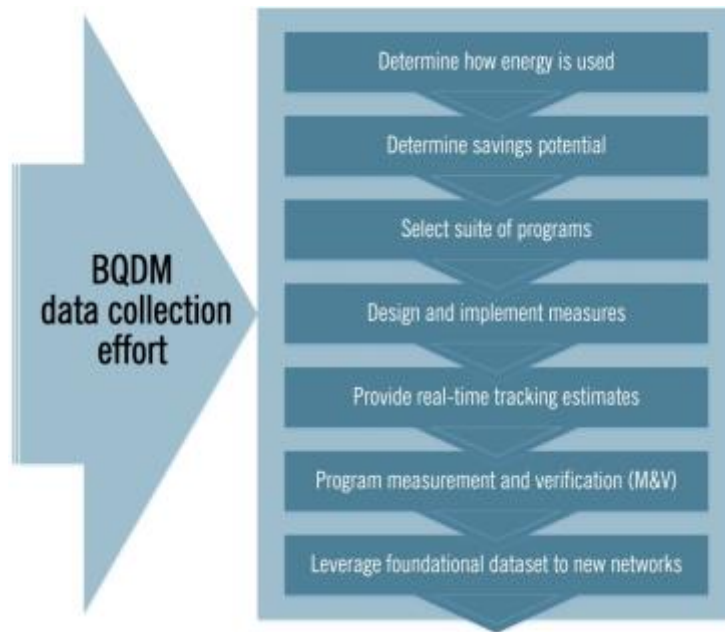 BQDM
data collection
effort
Determine how energy is used
Determine savings potential
Select suite of programs
Design and implement measures
Provide real-time tracking estimates
Program measurement and verification (M&V)
Leverage foundational dataset to new networks